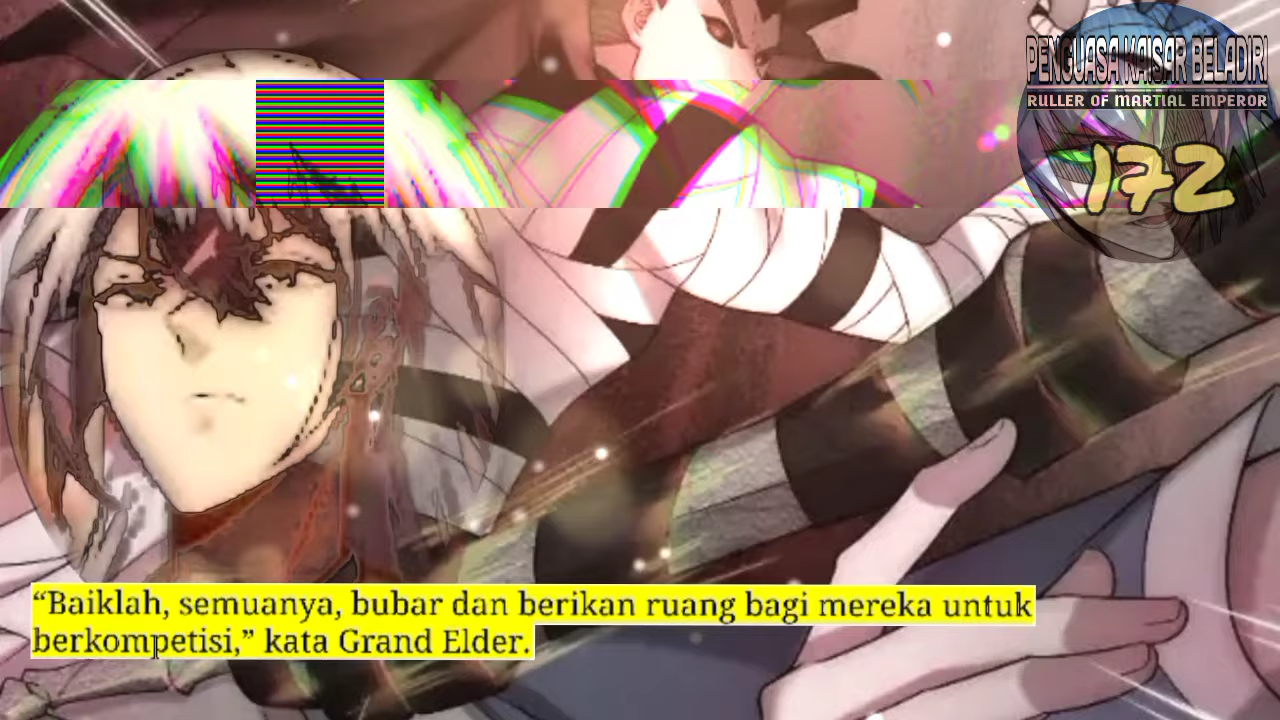 PENGUASA KAISAR BELADIRI
RULLER OF MARTIAL EMPEROR
172
“Baiklah, semuanya, bubar dan berikan ruang bagi mereka untuk
berkompetisi,” kata Grand Elder.